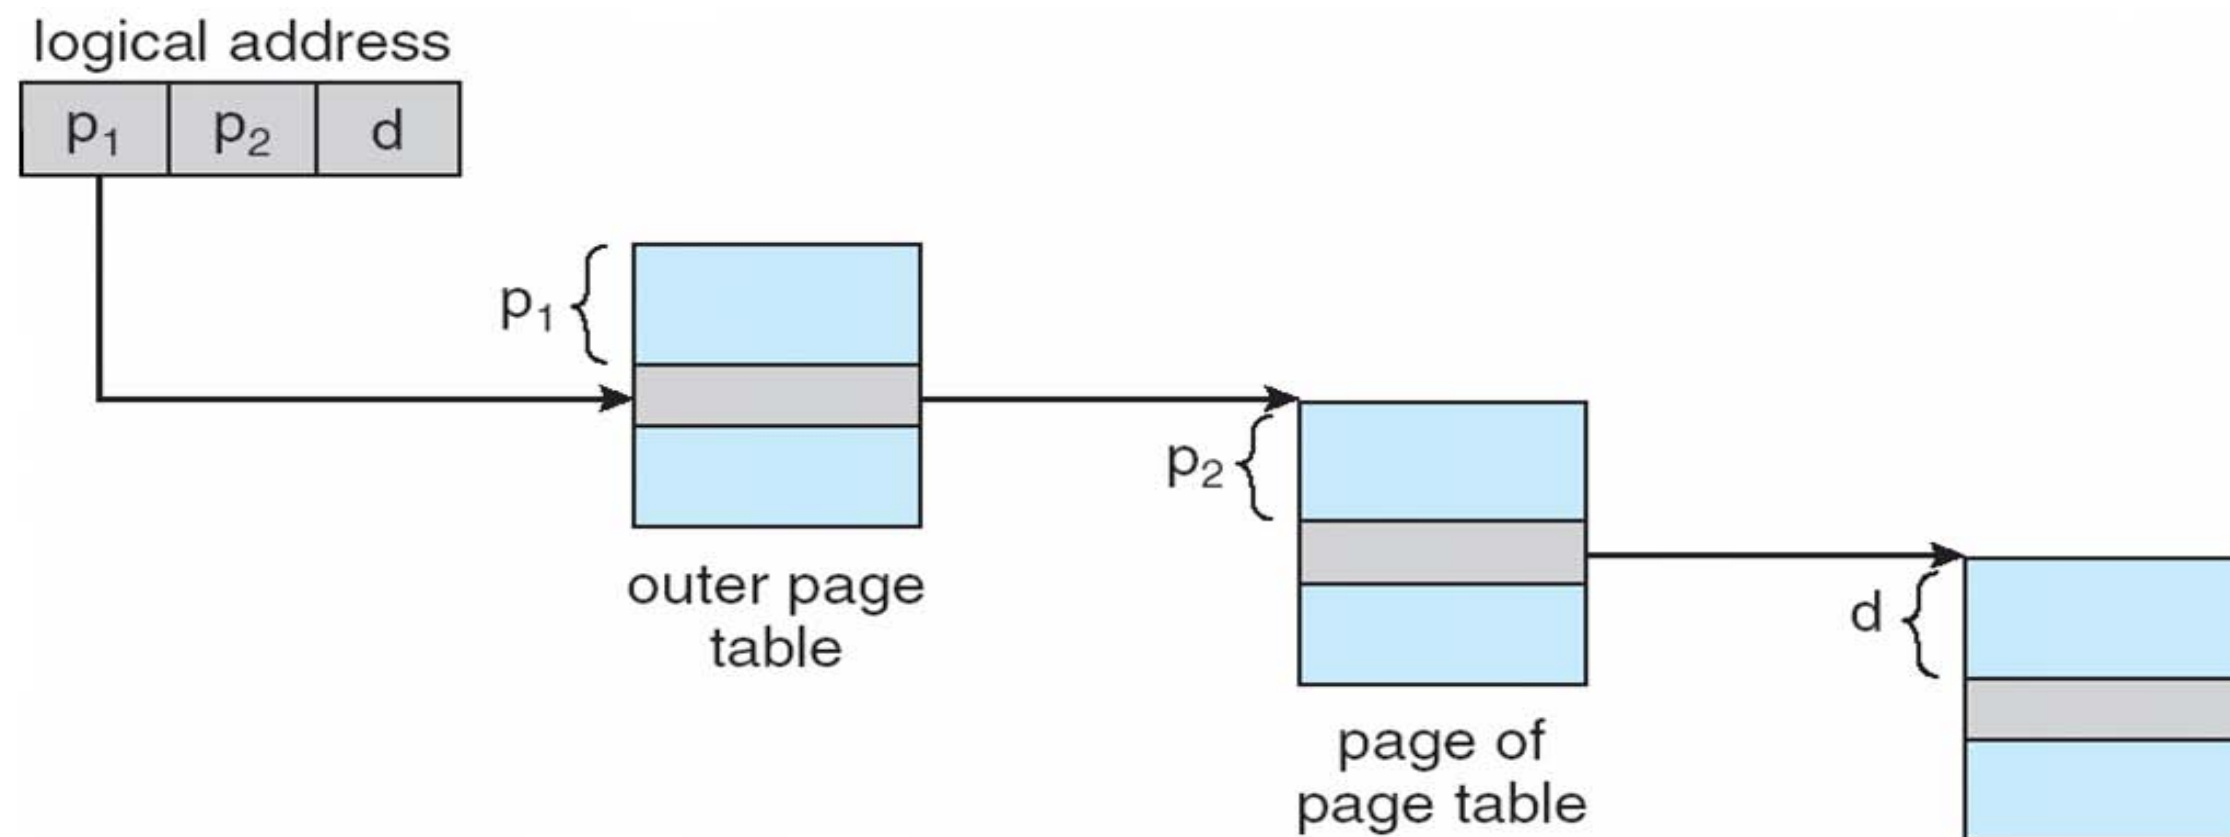 logical address
p₁ p₂ d
p₁
outer page
table
p₂
page of
page table
d